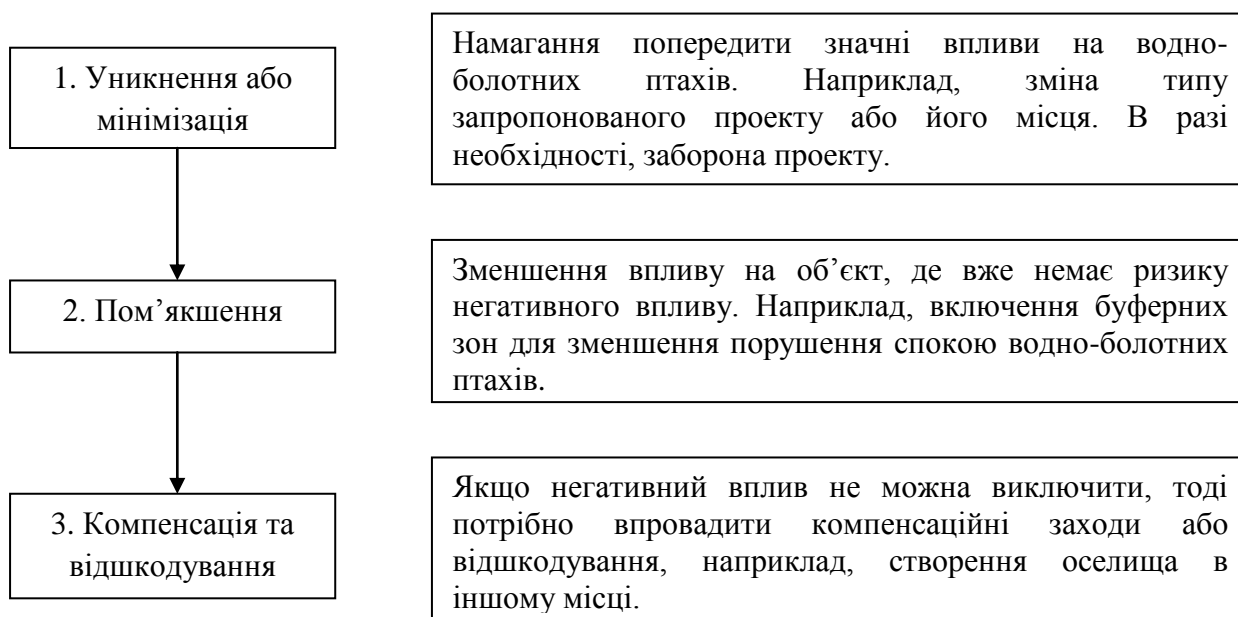 1. Уникнення або
мінімізація
Намагання попередити значні впливи на водно-
болотних птахів. Наприклад, зміна типу
запропонованого проекту або його місця. В разі
необхідності, заборона проекту.
2. Пом’якшення
Зменшення впливу на об’єкт, де вже немає ризику
негативного впливу. Наприклад, включення буферних
зон для зменшення порушення спокою водно-болотних
птахів.
3. Компенсація та
відшкодування
Якщо негативний вплив не можна виключити, тоді
потрібно впровадити компенсаційні заходи або
відшкодування, наприклад, створення оселища в
іншому місці.